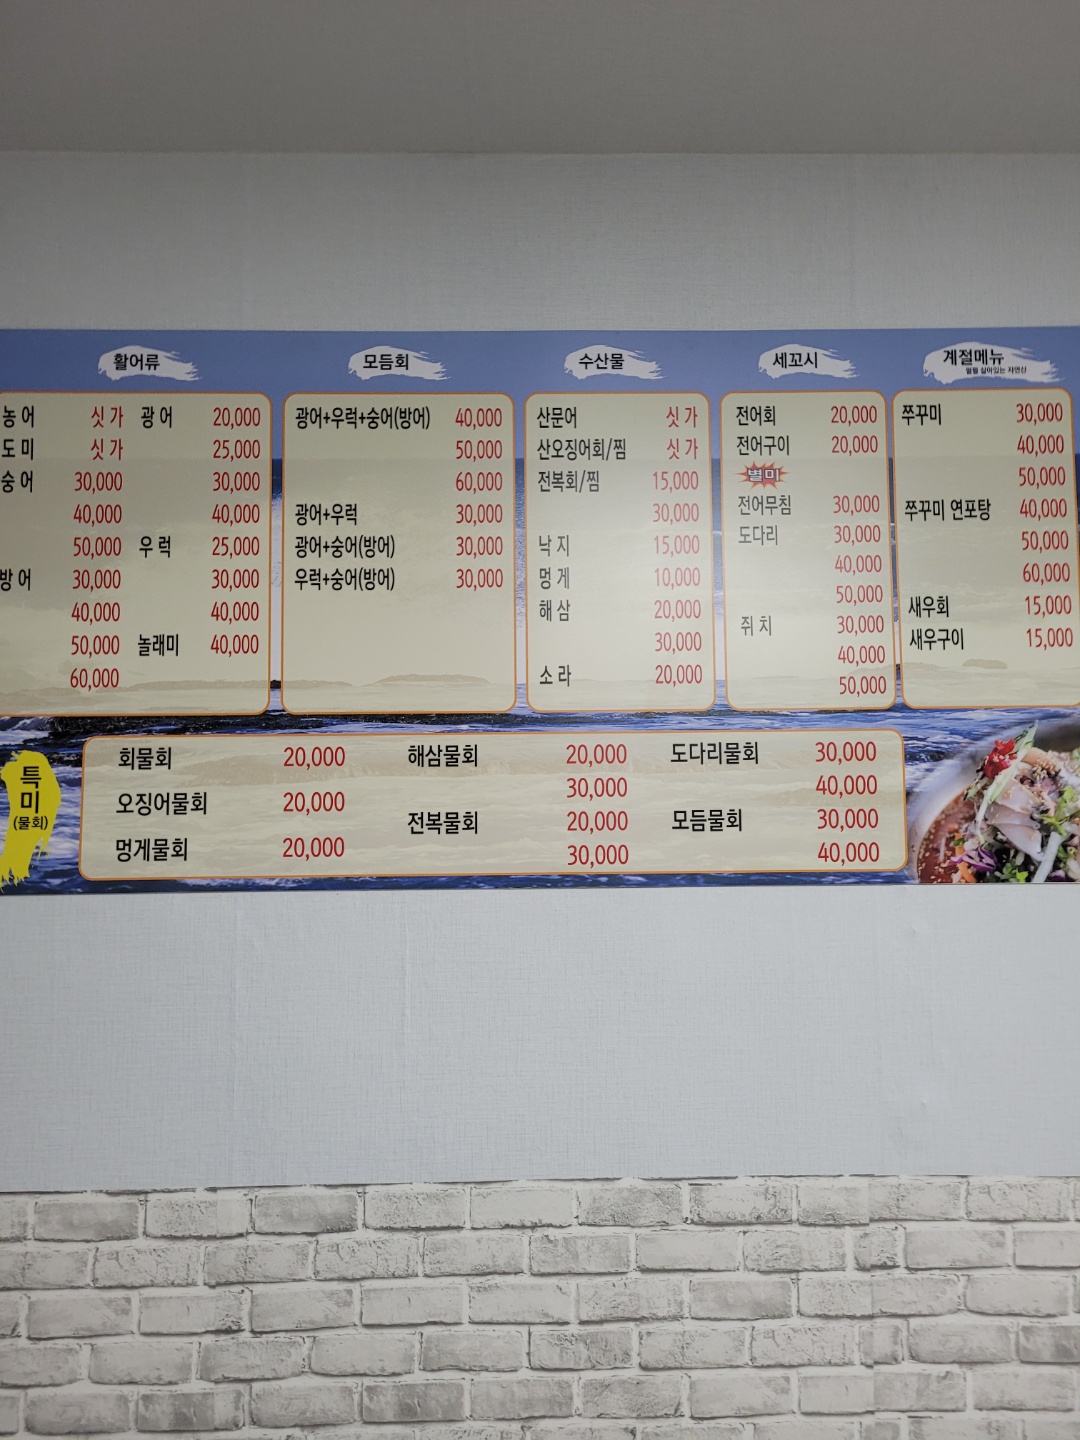 활어류
농어 싯가 광어 20,000
도미 싯가 25,000
숭어 30,000 30,000
40,000 40,000
50,000 우럭 25,000
방어 30,000 30,000
40,000 40,000
50,000 놀래미 40,000
60,000
모듬회
광어+우럭+숭어(방어) 40,000
50,000
60,000
광어+우럭 30,000
광어+숭어(방어) 30,000
우럭+숭어(방어) 30,000
수산물
산문어 싯가
산오징어회/찜 싯가
전복회/찜 15,000
30,000
낙지 15,000
멍게 10,000
해삼 20,000
30,000
소라 20,000
세꼬시
전어회 20,000
전어구이 20,000
별미
전어무침 30,000
도다리 30,000
40,000
50,000
쥐치 30,000
40,000
50,000
계절메뉴
펄펄 살아있는 자연산
쭈꾸미 30,000
40,000
50,000
쭈꾸미 연포탕 40,000
50,000
60,000
새우회 15,000
새우구이 15,000
특미
(물회)
회물회 20,000
오징어물회 20,000
멍게물회 20,000
해삼물회 20,000
30,000
전복물회 20,000
30,000
도다리물회 30,000
40,000
모듬물회 30,000
40,000